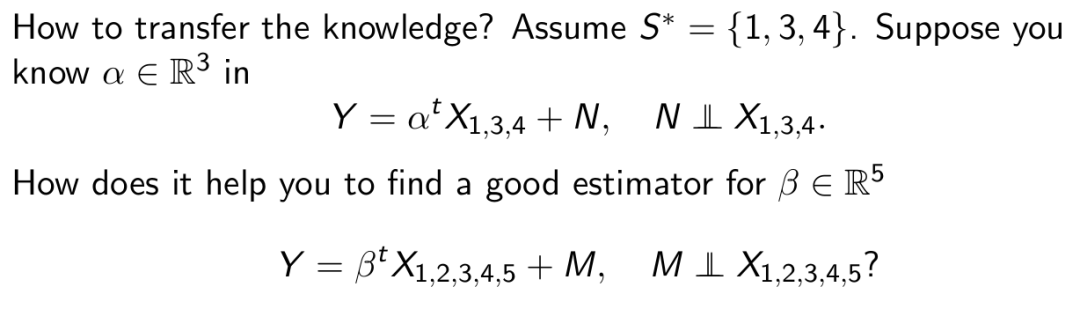 How to transfer the knowledge? Assume S* = {1, 3, 4}. Suppose you
know α ∈ ℝ³ in
Y = αᵗX₁,₃,₄ + N, N ⫫ X₁,₃,₄.
How does it help you to find a good estimator for β ∈ ℝ⁵
Y = βᵗX₁,₂,₃,₄,₅ + M, M ⫫ X₁,₂,₃,₄,₅?